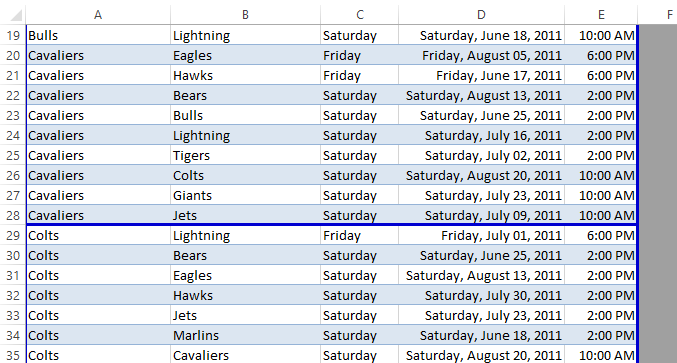 A B C D E F
19 Bulls Lightning Saturday Saturday, June 18, 2011 10:00 AM
20 Cavaliers Eagles Friday Friday, August 05, 2011 6:00 PM
21 Cavaliers Hawks Friday Friday, June 17, 2011 6:00 PM
22 Cavaliers Bears Saturday Saturday, August 13, 2011 2:00 PM
23 Cavaliers Bulls Saturday Saturday, June 25, 2011 2:00 PM
24 Cavaliers Lightning Saturday Saturday, July 16, 2011 2:00 PM
25 Cavaliers Tigers Saturday Saturday, July 02, 2011 2:00 PM
26 Cavaliers Colts Saturday Saturday, August 20, 2011 10:00 AM
27 Cavaliers Giants Saturday Saturday, July 23, 2011 10:00 AM
28 Cavaliers Jets Saturday Saturday, July 09, 2011 10:00 AM
29 Colts Lightning Friday Friday, July 01, 2011 6:00 PM
30 Colts Bears Saturday Saturday, June 25, 2011 2:00 PM
31 Colts Eagles Saturday Saturday, August 13, 2011 2:00 PM
32 Colts Hawks Saturday Saturday, July 30, 2011 2:00 PM
33 Colts Jets Saturday Saturday, July 23, 2011 2:00 PM
34 Colts Marlins Saturday Saturday, June 18, 2011 2:00 PM
35 Colts Cavaliers Saturday Saturday, August 20, 2011 10:00 AM